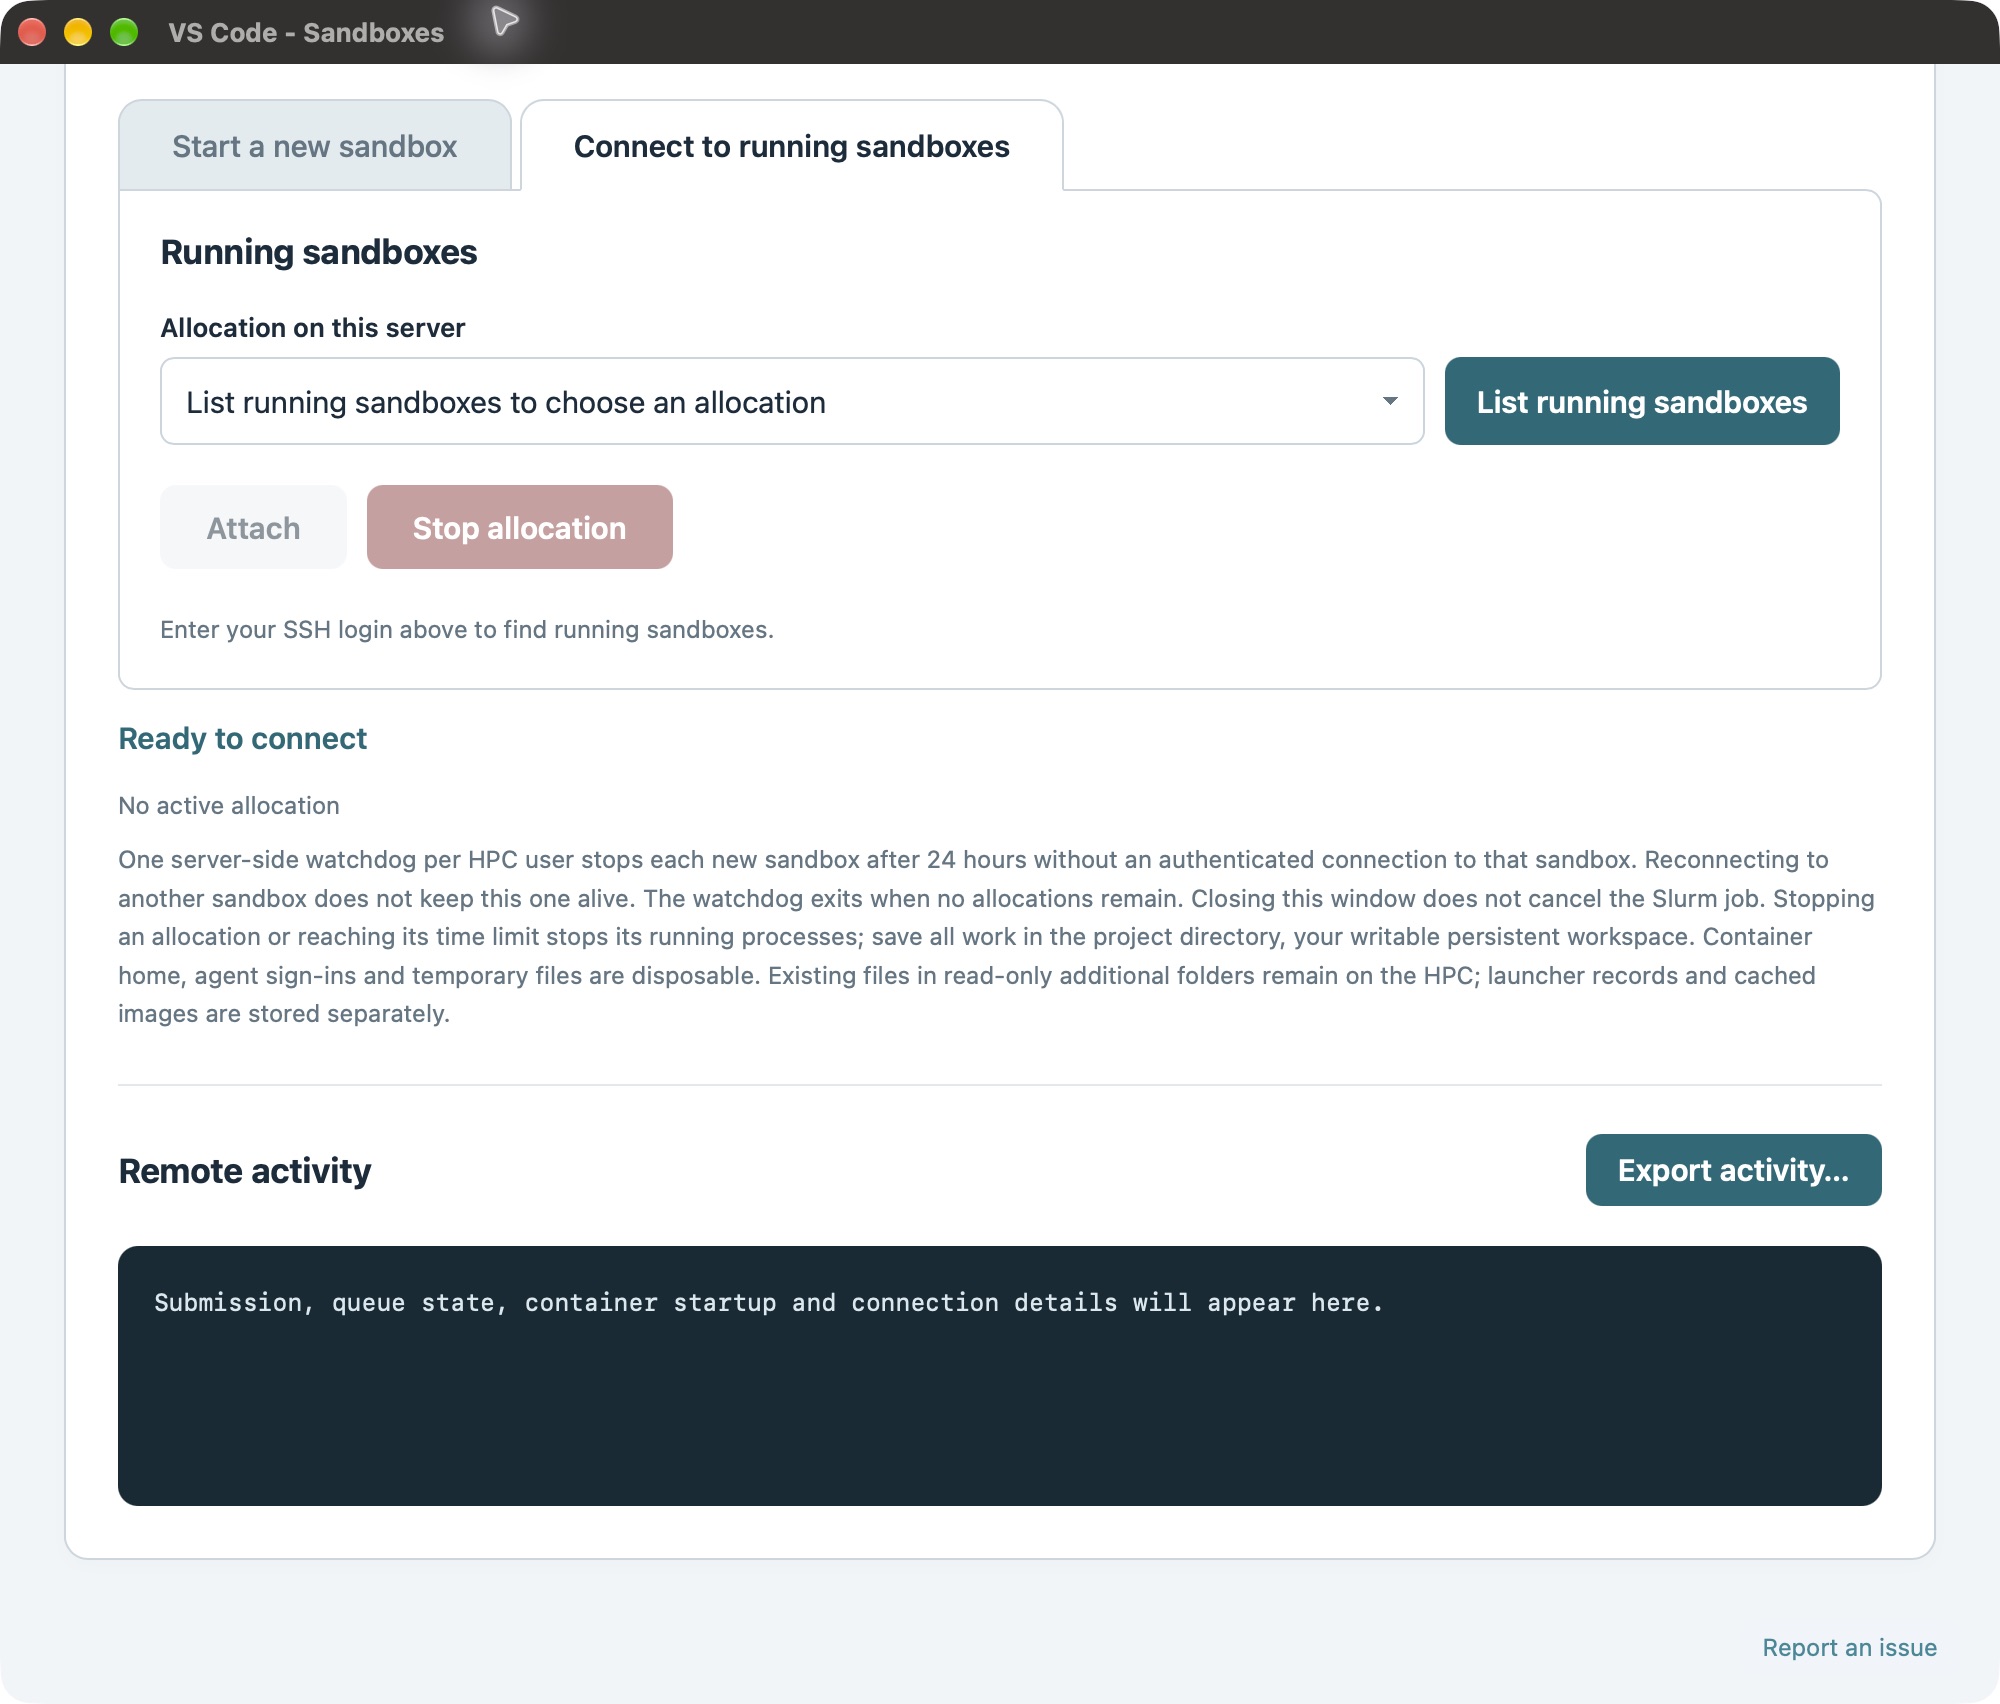 VS Code - Sandboxes
Start a new sandbox
Connect to running sandboxes
Running sandboxes
Allocation on this server
List running sandboxes to choose an allocation
List running sandboxes
Attach
Stop allocation
Enter your SSH login above to find running sandboxes.
Ready to connect
No active allocation
One server-side watchdog per HPC user stops each new sandbox after 24 hours without an authenticated connection to that sandbox. Reconnecting to
another sandbox does not keep this one alive. The watchdog exits when no allocations remain. Closing this window does not cancel the Slurm job. Stopping
an allocation or reaching its time limit stops its running processes; save all work in the project directory, your writable persistent workspace. Container
home, agent sign-ins and temporary files are disposable. Existing files in read-only additional folders remain on the HPC; launcher records and cached
images are stored separately.
Remote activity
Export activity...
Submission, queue state, container startup and connection details will appear here.
Report an issue